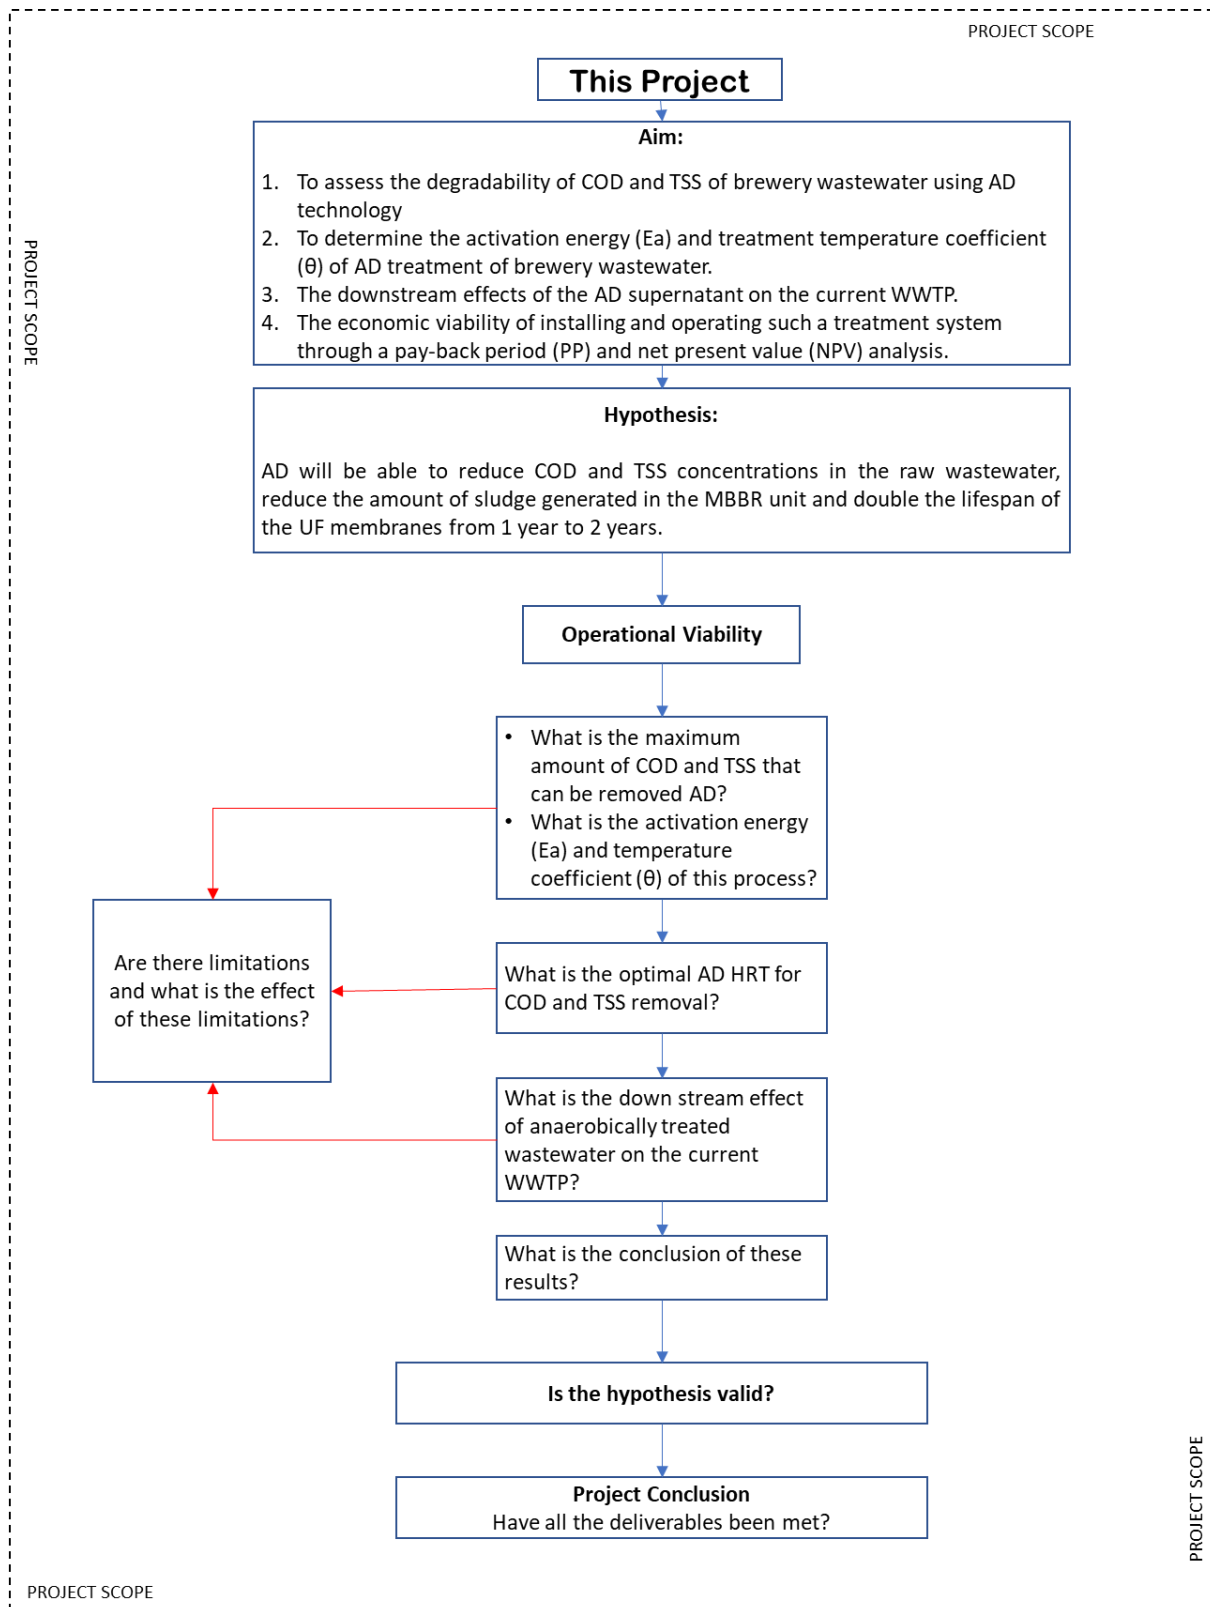 PROJECT SCOPE
This Project
Aim:
1. To assess the degradability of COD and TSS of brewery wastewater using AD
technology
2. To determine the activation energy (Ea) and treatment temperature coefficient
(θ) of AD treatment of brewery wastewater.
3. The downstream effects of the AD supernatant on the current WWTP.
4. The economic viability of installing and operating such a treatment system
through a pay-back period (PP) and net present value (NPV) analysis.
PROJECT SCOPE
Hypothesis:
AD will be able to reduce COD and TSS concentrations in the raw wastewater,
reduce the amount of sludge generated in the MBBR unit and double the lifespan of
the UF membranes from 1 year to 2 years.
Operational Viability
• What is the maximum
amount of COD and TSS that
can be removed AD?
• What is the activation energy
(Ea) and temperature
coefficient (θ) of this process?
Are there limitations
and what is the effect
of these limitations?
What is the optimal AD HRT for
COD and TSS removal?
What is the down stream effect
of anaerobically treated
wastewater on the current
WWTP?
What is the conclusion of these
results?
Is the hypothesis valid?
Project Conclusion
Have all the deliverables been met?
PROJECT SCOPE
PROJECT SCOPE